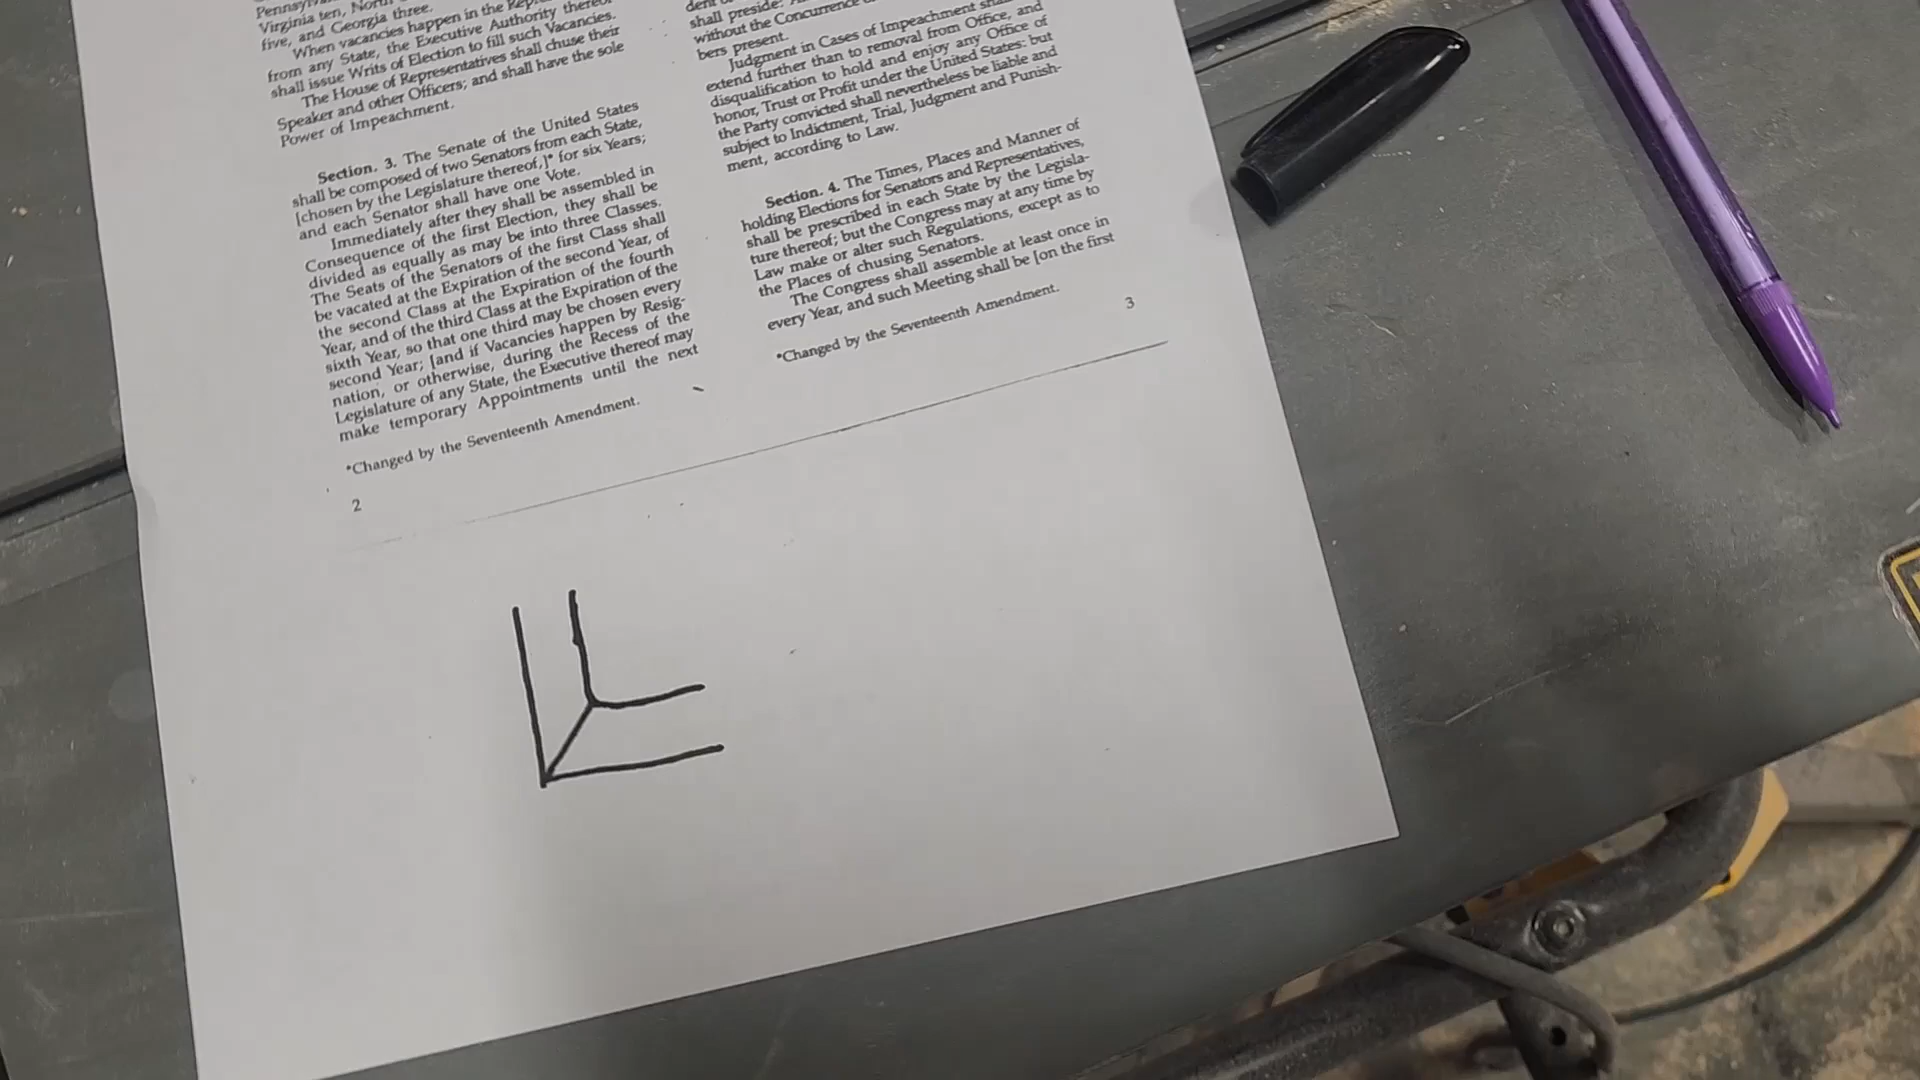 Virginia ten, North
five, and Georgia three.
When vacancies happen in the
from any State, the Executive Authority thereof
shall issue Writs of Election to fill such Vacancies.
The House of Representatives shall chuse their
Speaker and other Officers; and shall have the sole
Power of Impeachment.
Section. 3. The Senate of the United States
shall be composed of two Senators from each State,
[chosen by the Legislature thereof,]* for six Years;
and each Senator shall have one Vote.
Immediately after they shall be assembled in
Consequence of the first Election, they shall be
divided as equally as may be into three Classes.
The Seats of the Senators of the first Class shall
be vacated at the Expiration of the second Year, of
the second Class at the Expiration of the fourth
Year, and of the third Class at the Expiration of the
sixth Year, so that one third may be chosen every
second Year; [and if Vacancies happen by Resig-
nation, or otherwise, during the Recess of the
Legislature of any State, the Executive thereof may
make temporary Appointments until the next
*Changed by the Seventeenth Amendment.
2
shall preside:
without the Concurrence
bers present.
Judgment in Cases of Impeachment
extend further than to removal from Office, and
disqualification to hold and enjoy any Office of
honor, Trust or Profit under the United States: but
the Party convicted shall nevertheless be liable and
subject to Indictment, Trial, Judgment and Punish-
ment, according to Law.
Section. 4. The Times, Places and Manner of
holding Elections for Senators and Representatives,
shall be prescribed in each State by the Legisla-
ture thereof; but the Congress may at any time by
Law make or alter such Regulations, except as to
the Places of chusing Senators.
The Congress shall assemble at least once in
every Year, and such Meeting shall be [on the first
*Changed by the Seventeenth Amendment.
3